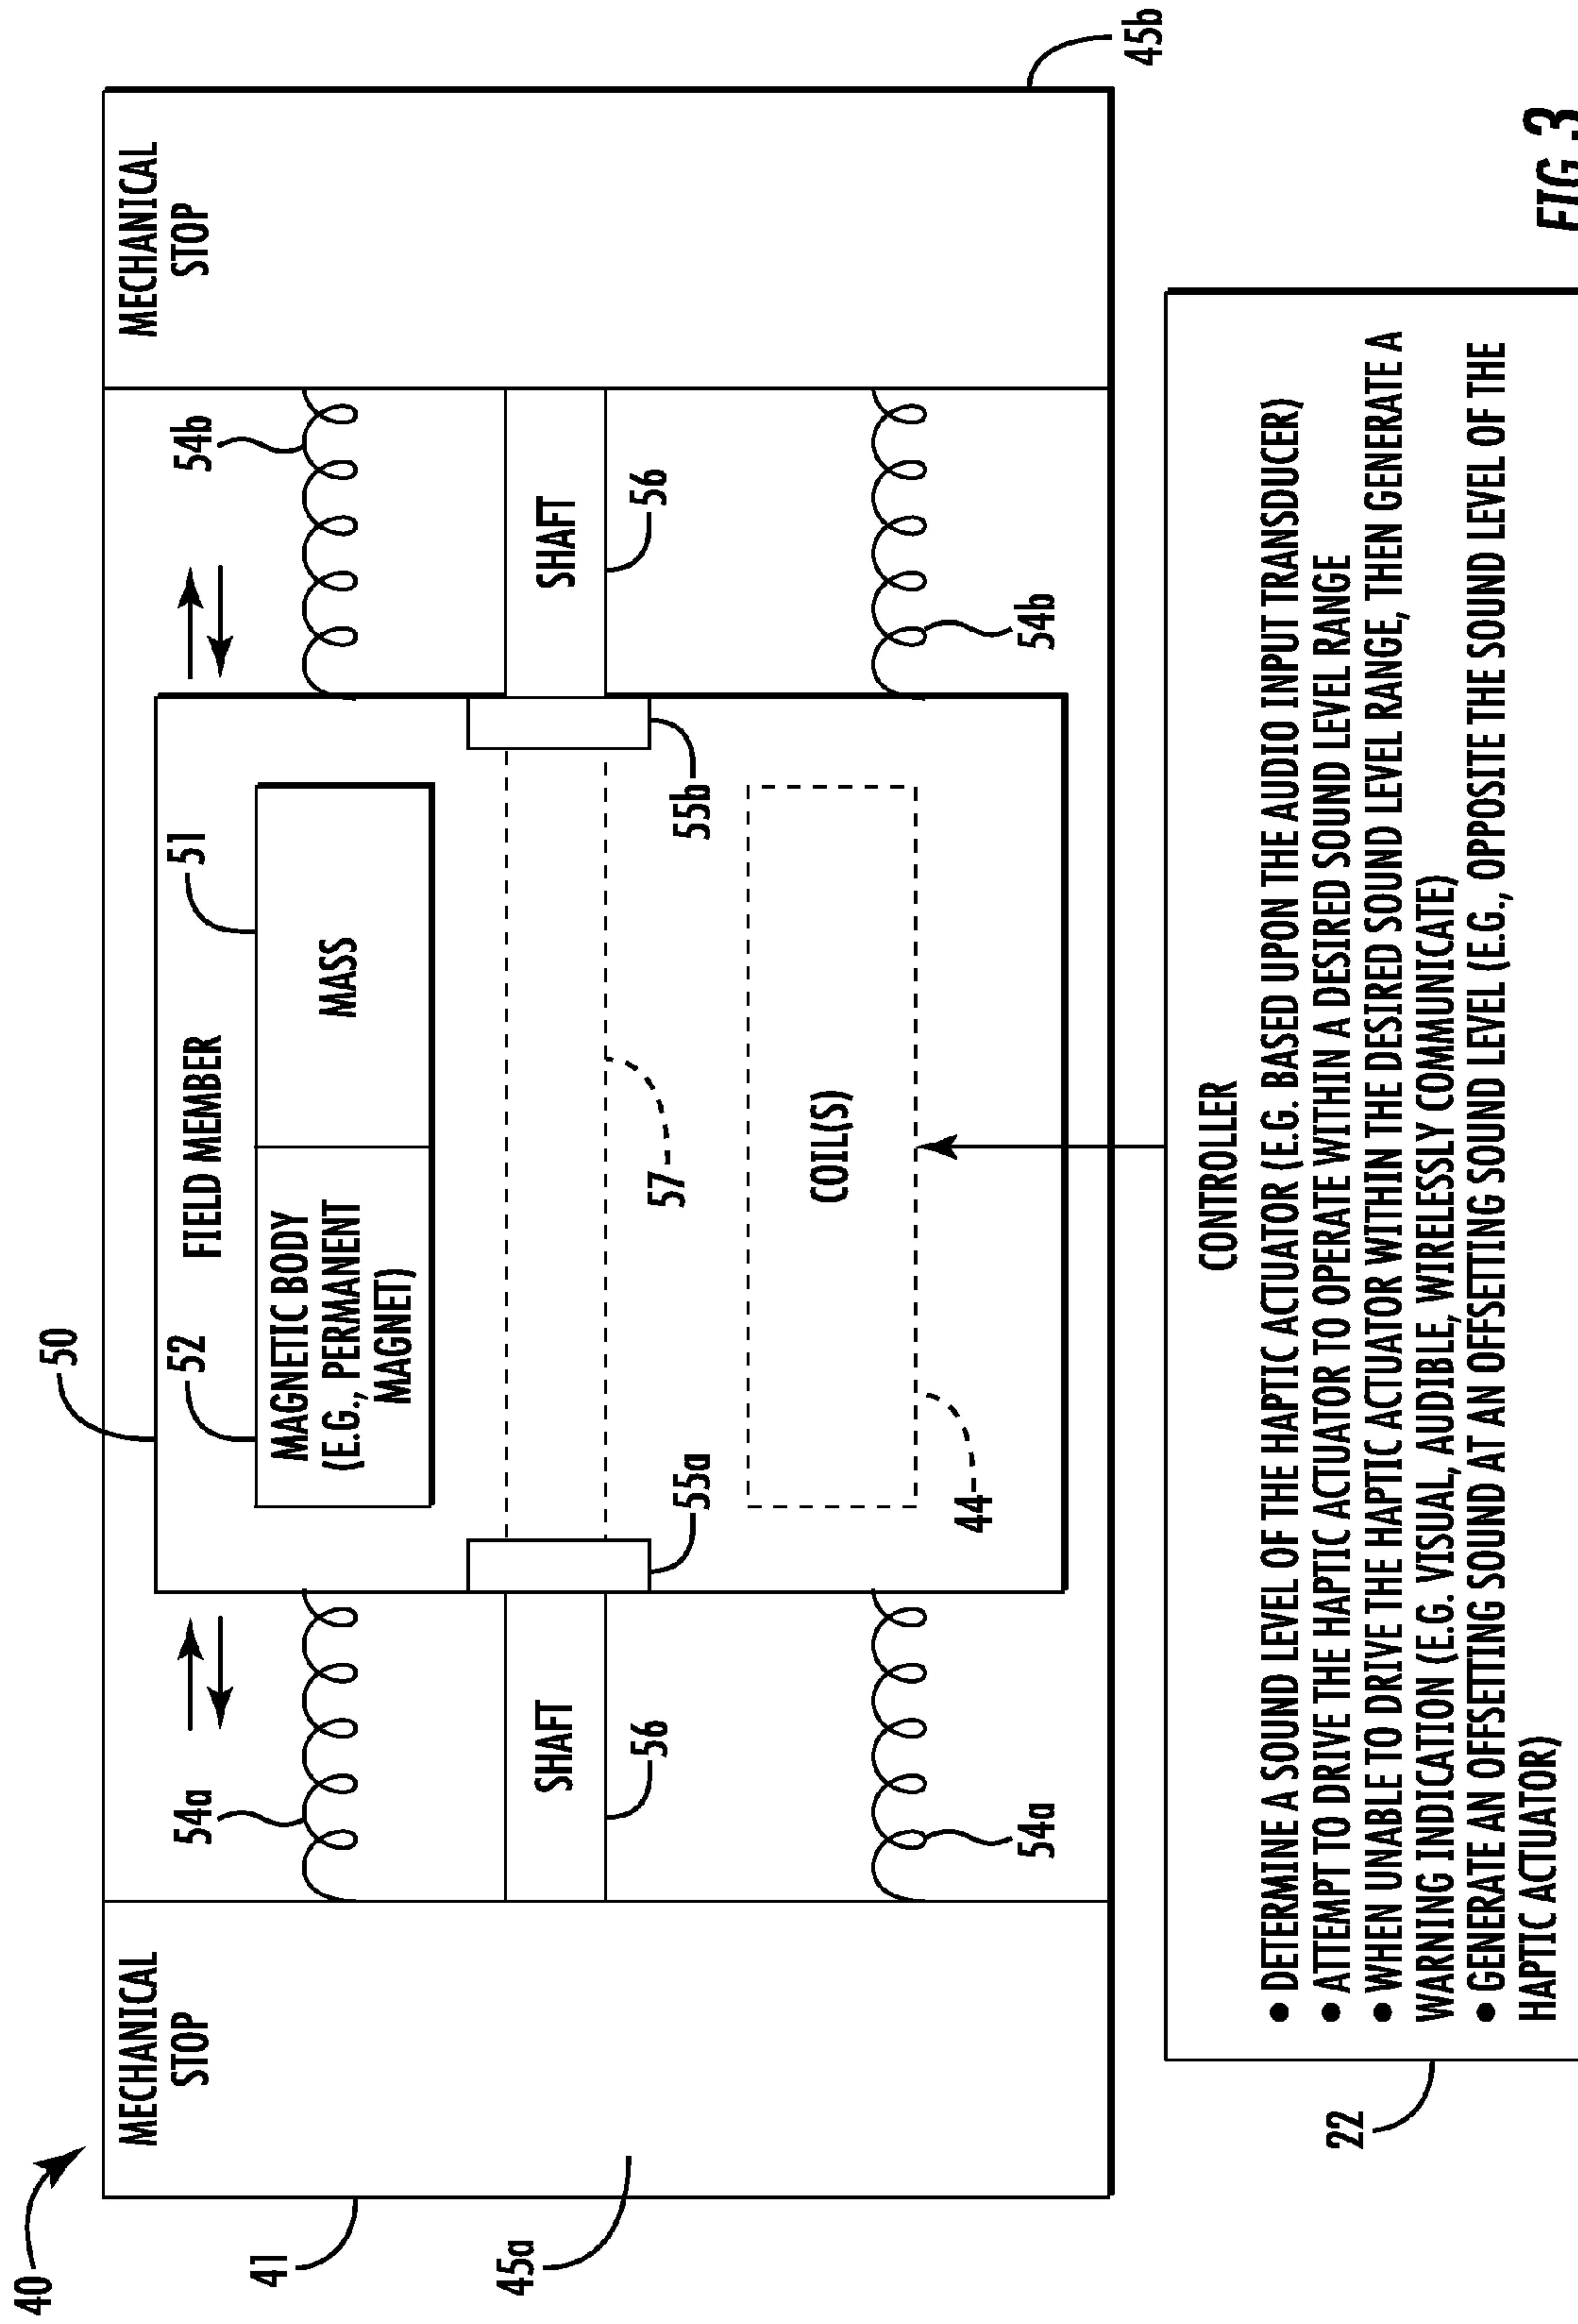 40
41
45a
MECHANICAL
STOP
54a
SHAFT
56
54a
50
52
FIELD MEMBER
51
MAGNETIC BODY
(E.G., PERMANENT
MAGNET)
MASS
55a
57
55b
44
COIL(S)
54b
SHAFT
56
54b
MECHANICAL
STOP
45b
22
CONTROLLER
• DETERMINE A SOUND LEVEL OF THE HAPTIC ACTUATOR (E.G. BASED UPON THE AUDIO INPUT TRANSDUCER)
• ATTEMPT TO DRIVE THE HAPTIC ACTUATOR TO OPERATE WITHIN A DESIRED SOUND LEVEL RANGE
• WHEN UNABLE TO DRIVE THE HAPTIC ACTUATOR WITHIN THE DESIRED SOUND LEVEL RANGE, THEN GENERATE A
WARNING INDICATION (E.G. VISUAL, AUDIBLE, WIRELESSLY COMMUNICATE)
• GENERATE AN OFFSETTING SOUND AT AN OFFSETTING SOUND LEVEL (E.G., OPPOSITE THE SOUND LEVEL OF THE
HAPTIC ACTUATOR)
FIG. 3